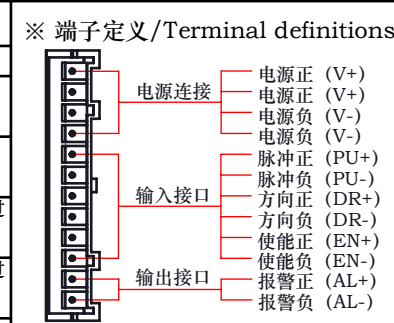 ※ 端子定义/Terminal definitions
电源连接
电源正 (V+)
电源正 (V+)
电源负 (V-)
电源负 (V-)
输入接口
脉冲正 (PU+)
脉冲负 (PU-)
方向正 (DR+)
方向负 (DR-)
使能正 (EN+)
使能负 (EN-)
输出接口
报警正 (AL+)
报警负 (AL-)
过
过